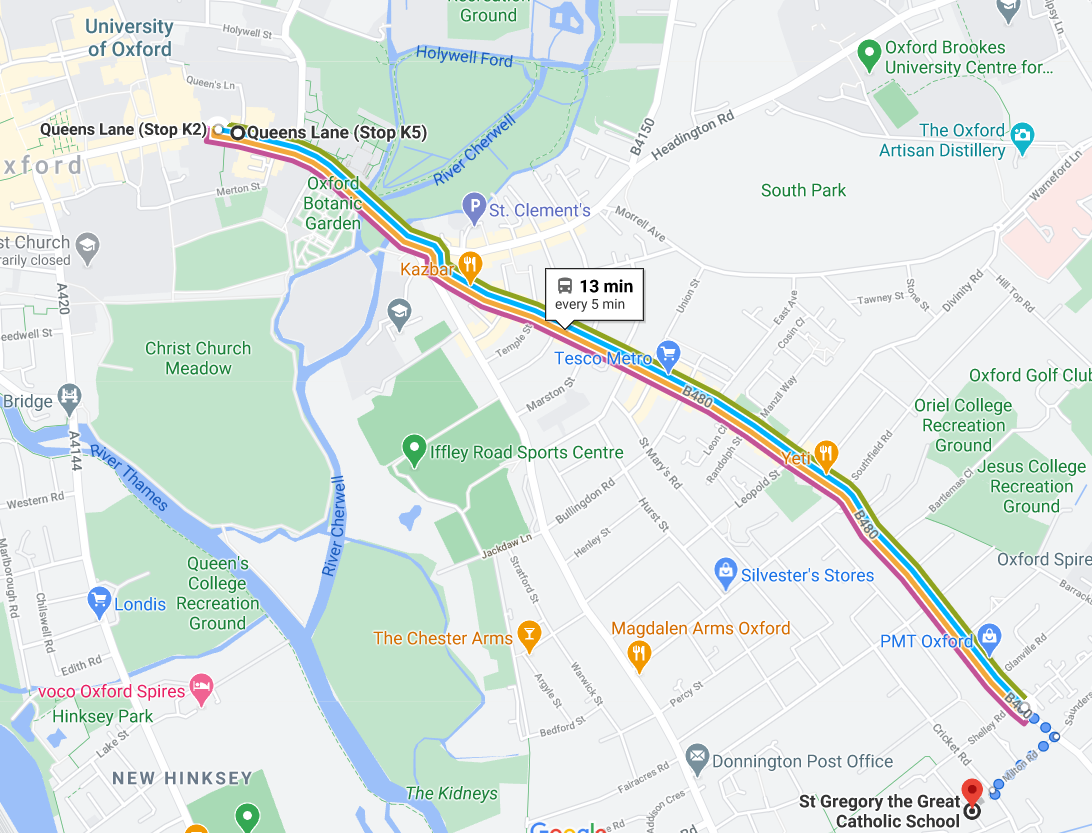 Recreation
Ground
University
of Oxford
Holywell St
Holywell Ford
Queen's Ln
Oxford Brookes
University Centre for...
Queens Lane (Stop K2)
Queens Lane (Stop K5)
River Cherwell
B4150
Headington Rd
The Oxford
Artisan Distillery
xford
Merton St
Oxford
Botanic
Garden
St. Clement's
South Park
Warneford Ln
Morrell Ave
st Church
rarily closed
Kazbar
13 min
every 5 min
A420
Union St
East Ave
Cosin Cl
Tawney St
Stone St
Divinity Rd
Hill Top Rd
eedwell St
Christ Church
Meadow
Temple St
Tesco Metro
Marston St
B480
Manzil Way
Oxford Golf Club
Bridge
A4144
Oriel College
Recreation
Ground
River Thames
Iffley Road Sports Centre
St Mary's Rd
Leon Cl
Randolph St
Yeti
Southfield Rd
Leopold St
Bartlemas Cl
Jesus College
Recreation
Ground
Western Rd
River Cherwell
Bullingdon Rd
Hurst St
B480
Marlborough Rd
Chilswell Rd
Jackdaw Ln
Henley St
Stratford St
Queen's
College
Recreation
Ground
Londis
Silvester's Stores
Oxford Spire
Barrack
The Chester Arms
Magdalen Arms Oxford
PMT Oxford
Glanville Rd
Edith Rd
voco Oxford Spires
Hinksey Park
Argyle St
Warwick St
Percy St
B480
Saunders
Shelley Rd
Lake St
Bedford St
Cricket Rd
Milton Rd
NEW HINKSEY
Donnington Post Office
Fairacres Rd
The Kidneys
Addison Cres
St Gregory the Great
Catholic School
Google
Rd